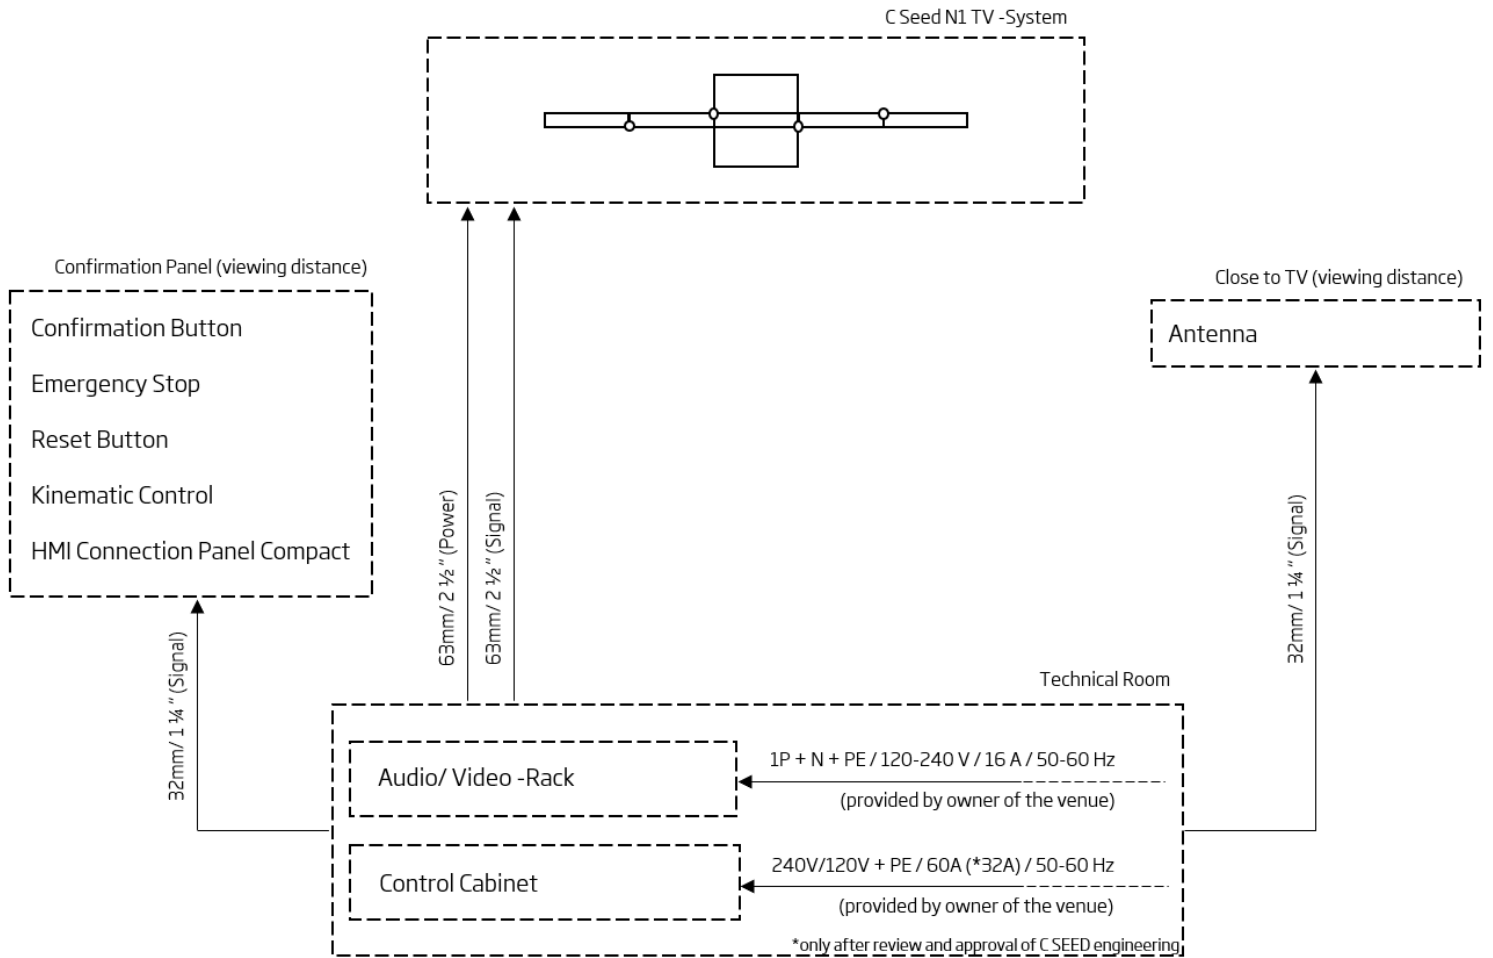 C Seed N1 TV -System
Confirmation Panel (viewing distance)
Confirmation Button
Emergency Stop
Reset Button
Kinematic Control
HMI Connection Panel Compact
Close to TV (viewing distance)
Antenna
32mm/ 1 ¼ “ (Signal)
63mm/ 2 ½ “ (Power)
63mm/ 2 ½ “ (Signal)
32mm/ 1 ¼ “ (Signal)
Technical Room
Audio/ Video -Rack
1P + N + PE / 120-240 V / 16 A / 50-60 Hz
(provided by owner of the venue)
Control Cabinet
240V/120V + PE / 60A (*32A) / 50-60 Hz
(provided by owner of the venue)
*only after review and approval of C SEED engineering